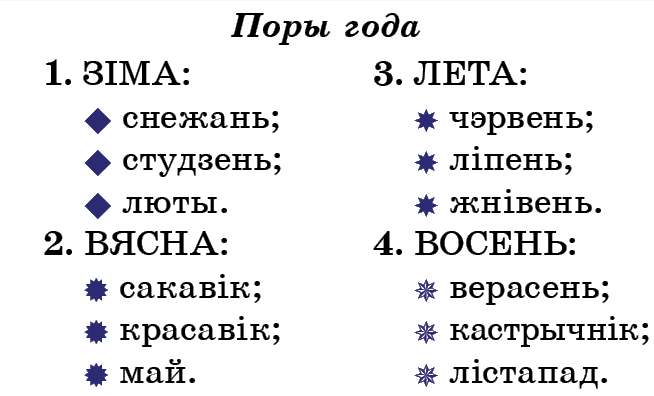 Поры года
1. ЗІМА:
снежань;
студзень;
люты.
2. ВЯСНА:
сакавік;
красавік;
май.
3. ЛЕТА:
чэрвень;
ліпень;
жнівень.
4. ВОСЕНЬ:
верасень;
кастрычнік;
лістапад.